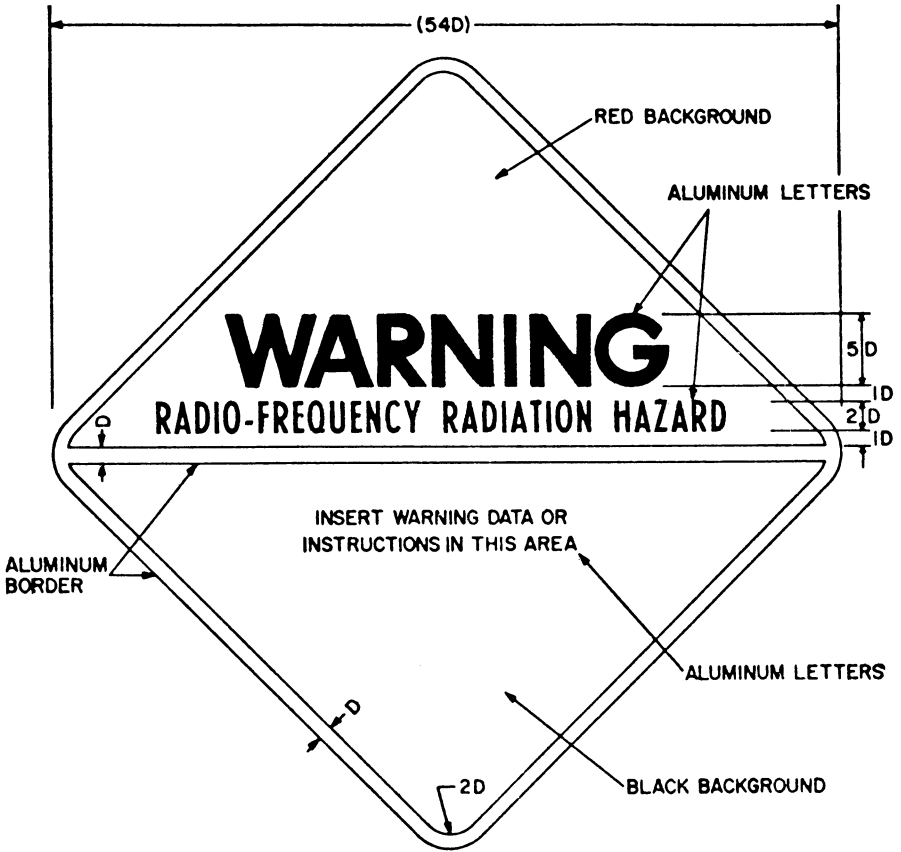 (54D)
RED BACKGROUND
ALUMINUM LETTERS
WARNING
5D
1D
RADIO-FREQUENCY RADIATION HAZARD
2D
D
1D
INSERT WARNING DATA OR
INSTRUCTIONS IN THIS AREA
ALUMINUM
BORDER
ALUMINUM LETTERS
D
2D
BLACK BACKGROUND